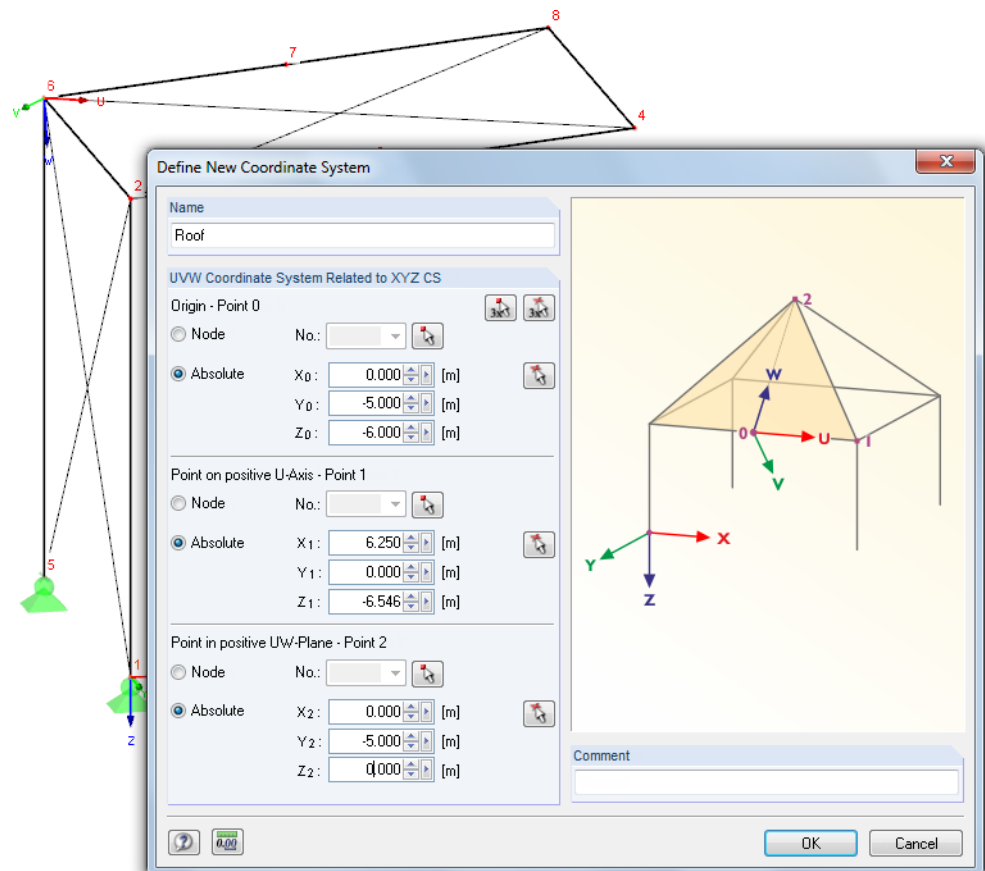 8
7
6
V
U
W
4
2
5
1
Z
Define New Coordinate System
X
Name
Roof
UVW Coordinate System Related to XYZ CS
Origin - Point 0
3x
3x
Node No.:
Absolute X0 : 0.000 [m]
Y0 : -5.000 [m]
Z0 : -6.000 [m]
Point on positive U-Axis - Point 1
Node No.:
Absolute X1 : 6.250 [m]
Y1 : 0.000 [m]
Z1 : -6.546 [m]
Point in positive UW-Plane - Point 2
Node No.:
Absolute X2 : 0.000 [m]
Y2 : -5.000 [m]
Z2 : 0.000 [m]
2
W
0
U
1
V
X
Y
Z
Comment
?
0.00
OK
Cancel